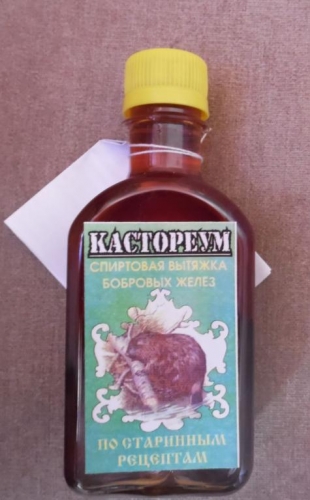 КАСТОРЕУМ
СПИРТОВАЯ ВЫТЯЖКА
БОБРОВЫХ ЖЕЛЕЗ
ПО СТАРИННЫМ
РЕЦЕПТАМ